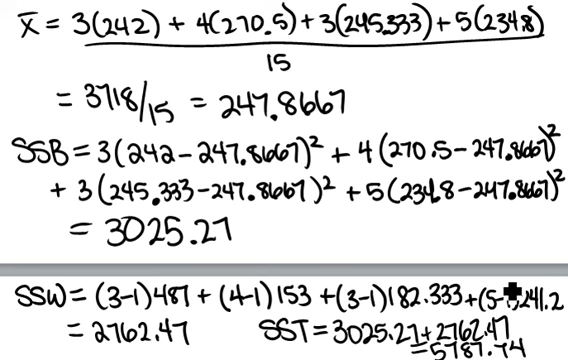 x̄ = 3(242) + 4(270.5) + 3(245.333) + 5(234.8)
15
= 3718/15 = 247.8667
SSB = 3(242-247.8667)² + 4(270.5-247.8667)²
+ 3(245.333-247.8667)² + 5(234.8-247.8667)²
= 3025.27
SSW = (3-1)487 + (4-1)153 + (3-1)182.333 + (5- 241.2
= 2762.47 SST = 3025.27+2762.47
= 5787.74